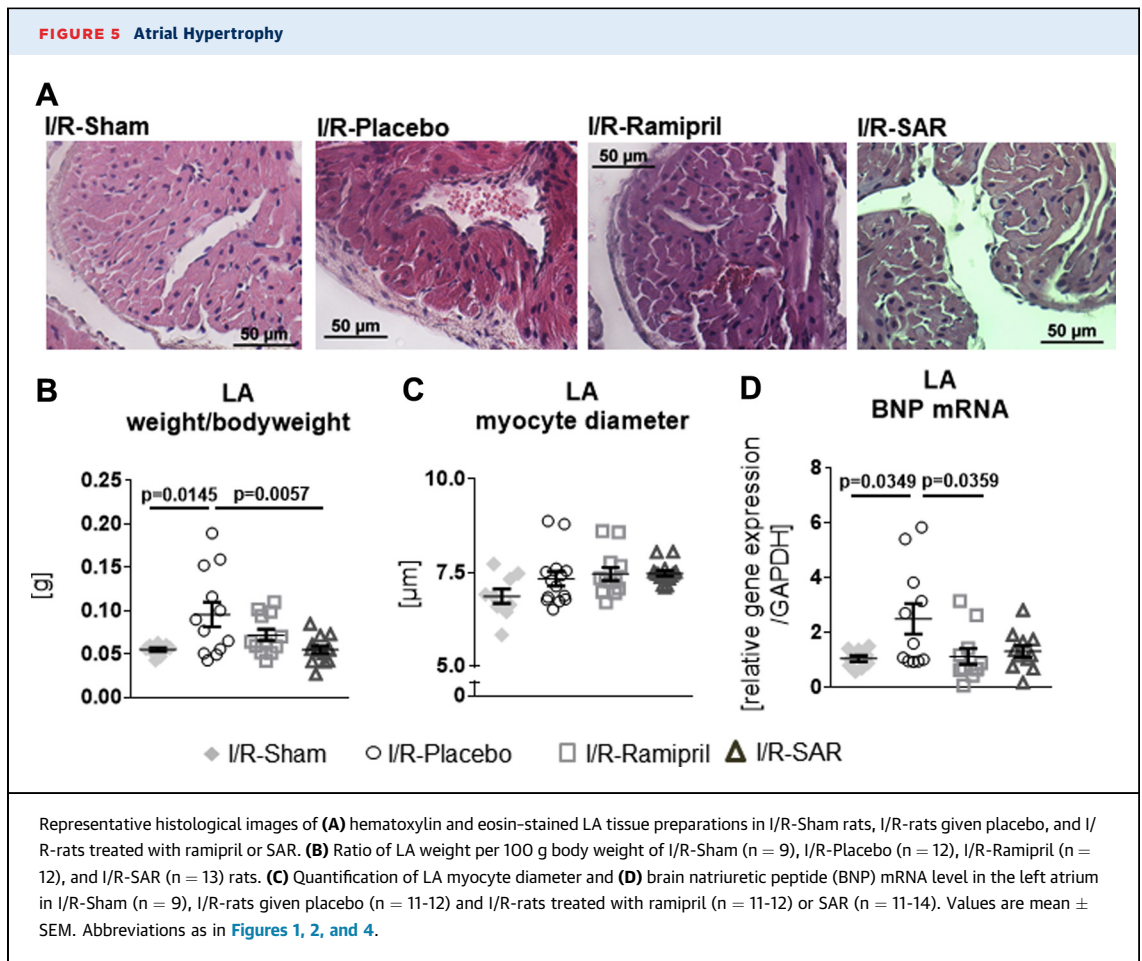 FIGURE 5 Atrial Hypertrophy
A
I/R-Sham
I/R-Placebo
I/R-Ramipril
I/R-SAR
50 µm
50 µm
50 µm
50 µm
B
LA
weight/bodyweight
[g]
0.25
0.20
0.15
0.10
0.05
0.00
p=0.0145
p=0.0057
C
LA
myocyte diameter
[µm]
10.0
7.5
5.0
0
D
LA
BNP mRNA
[relative gene expression
/GAPDH]
8
6
4
2
0
p=0.0349
p=0.0359
I/R-Sham
I/R-Placebo
I/R-Ramipril
I/R-SAR
Representative histological images of (A) hematoxylin and eosin-stained LA tissue preparations in I/R-Sham rats, I/R-rats given placebo, and I/
R-rats treated with ramipril or SAR. (B) Ratio of LA weight per 100 g body weight of I/R-Sham (n = 9), I/R-Placebo (n = 12), I/R-Ramipril (n =
12), and I/R-SAR (n = 13) rats. (C) Quantification of LA myocyte diameter and (D) brain natriuretic peptide (BNP) mRNA level in the left atrium
in I/R-Sham (n = 9), I/R-rats given placebo (n = 11-12) and I/R-rats treated with ramipril (n = 11-12) or SAR (n = 11-14). Values are mean ±
SEM. Abbreviations as in Figures 1, 2, and 4.